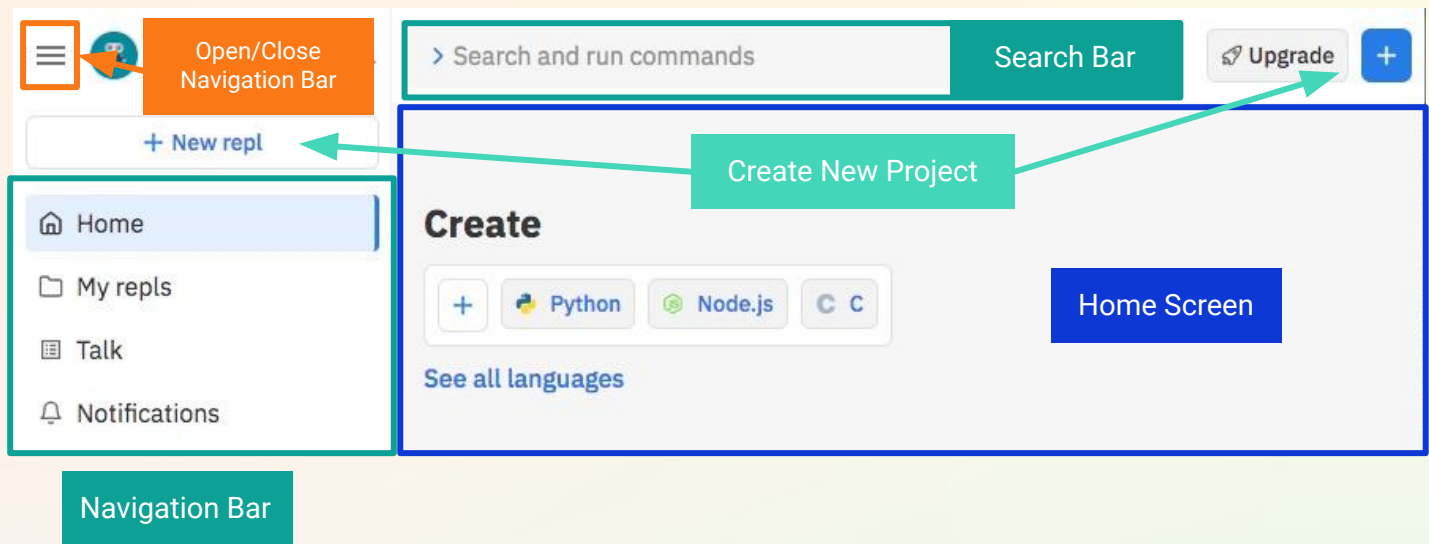 Open/Close
Navigation Bar
> Search and run commands
Search Bar
Upgrade
+
+ New repl
Create New Project
Home
My repls
Talk
Notifications
Create
+ Python Node.js C C
See all languages
Home Screen
Navigation Bar